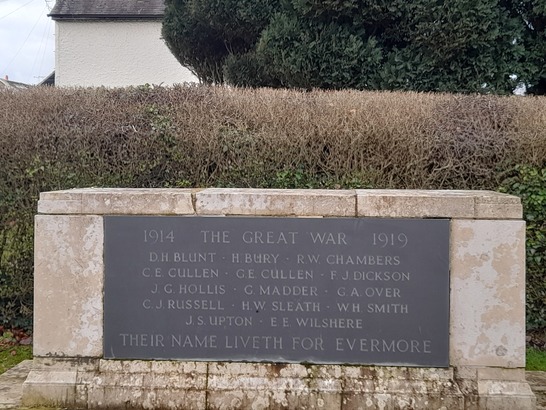 1914 THE GREAT WAR 1919
D.H BLUNT · H BURY · R.W. CHAMBERS
C.E. CULLEN · G.E CULLEN · F.J. DICKSON
J.G. HOLLIS · G. MADDER · G.A. OVER
C.J. RUSSELL · H.W. SLEATH · W.H SMITH
J.S. UPTON · E E. WILSHERE
THEIR NAME LIVETH FOR EVERMORE